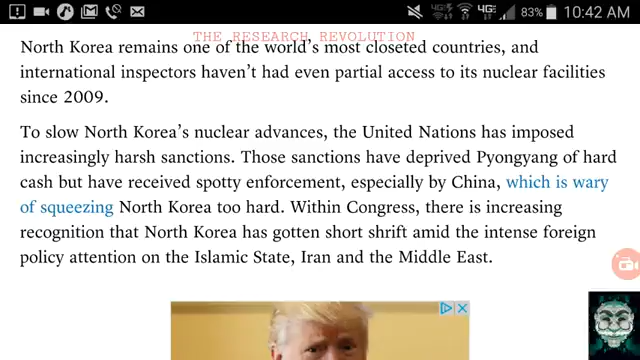 4G 83% 10:42 AM
THE RESEARCH REVOLUTION
North Korea remains one of the world's most closeted countries, and
international inspectors haven't had even partial access to its nuclear facilities
since 2009.
To slow North Korea's nuclear advances, the United Nations has imposed
increasingly harsh sanctions. Those sanctions have deprived Pyongyang of hard
cash but have received spotty enforcement, especially by China, which is wary
of squeezing North Korea too hard. Within Congress, there is increasing
recognition that North Korea has gotten short shrift amid the intense foreign
policy attention on the Islamic State, Iran and the Middle East.